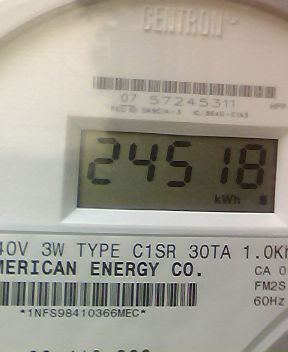 CENTRON
07 57245311
24518
kWh
40V 3W TYPE C1SR 30TA 1.0Kh
MERICAN ENERGY CO.
CA 0
FM2S
60Hz
*1NFS98410366MEC*